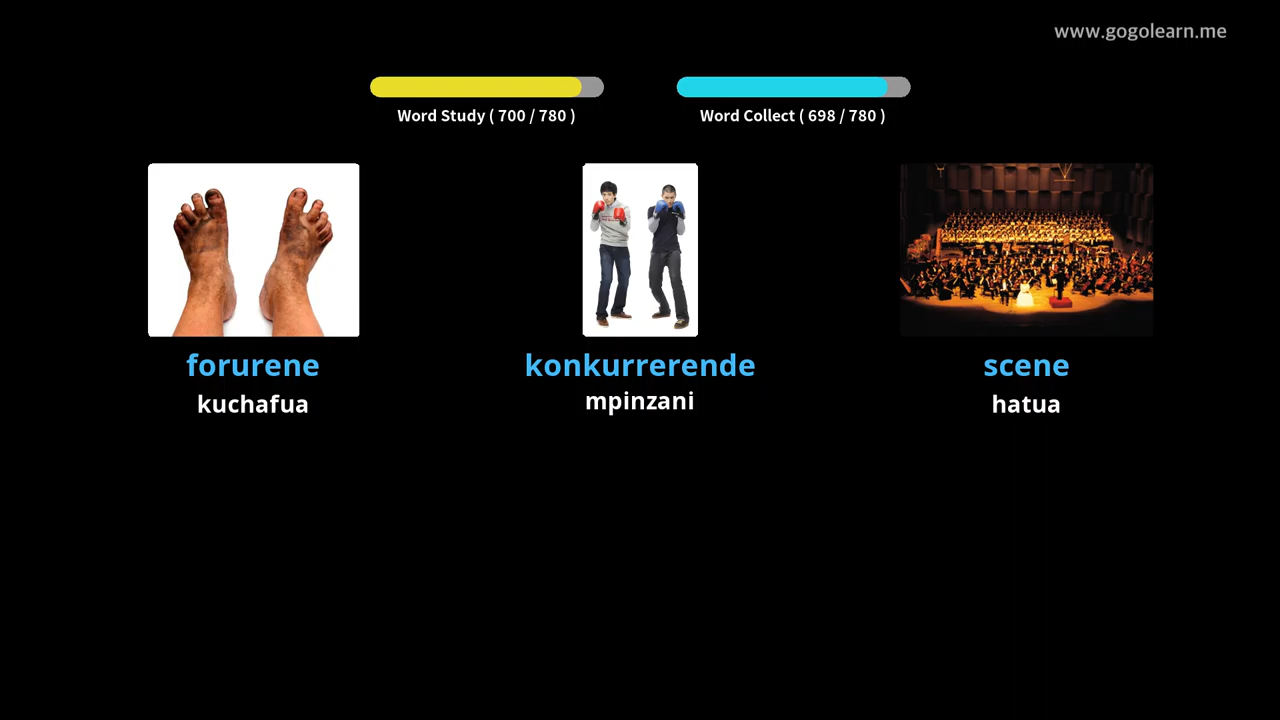 www.gogolearn.me
Word Study ( 700 / 780 )
Word Collect ( 698 / 780 )
forurene
kuchafua
konkurrerende
mpinzani
scene
hatua